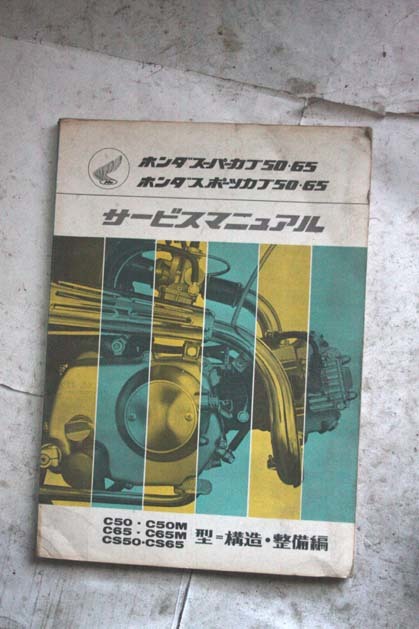 ホンダスーパーカブ50・65
ホンダスポーツカブ50・65
サービスマニュアル
C50・C50M
C65・C65M
CS50・CS65
型＝構造・整備編